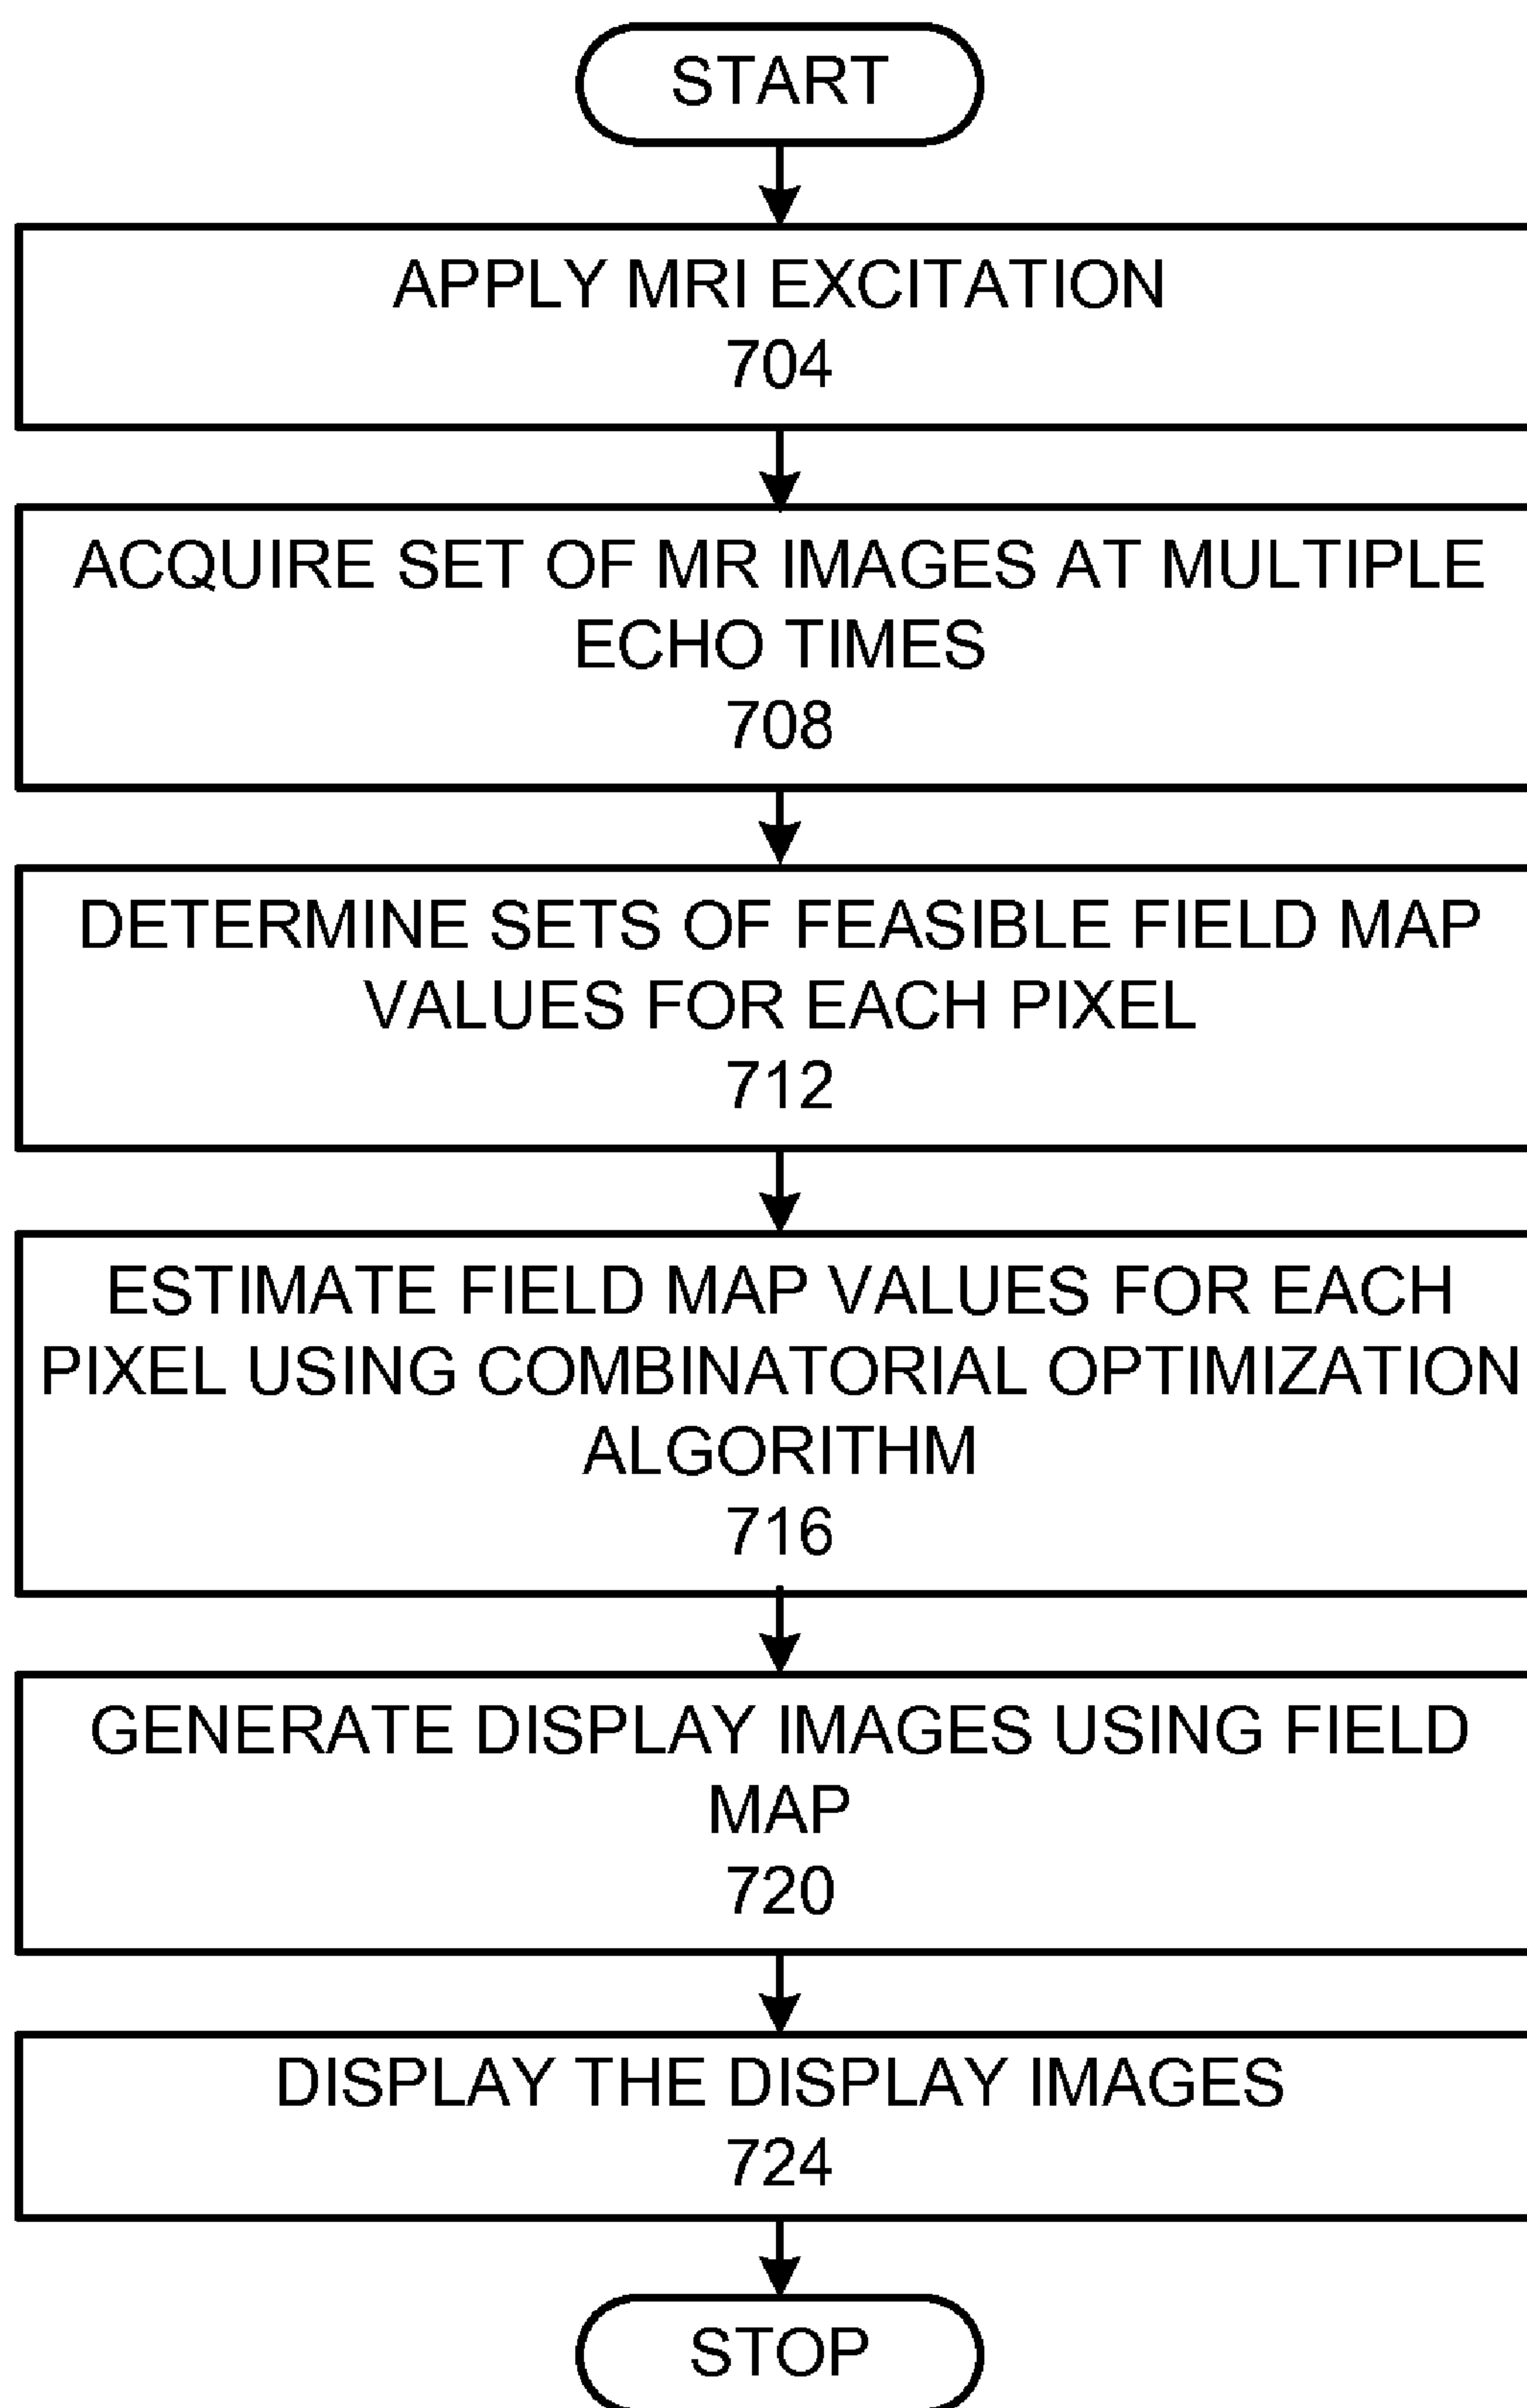 START
APPLY MRI EXCITATION
704
ACQUIRE SET OF MR IMAGES AT MULTIPLE
ECHO TIMES
708
DETERMINE SETS OF FEASIBLE FIELD MAP
VALUES FOR EACH PIXEL
712
ESTIMATE FIELD MAP VALUES FOR EACH
PIXEL USING COMBINATORIAL OPTIMIZATION
ALGORITHM
716
GENERATE DISPLAY IMAGES USING FIELD
MAP
720
DISPLAY THE DISPLAY IMAGES
724
STOP